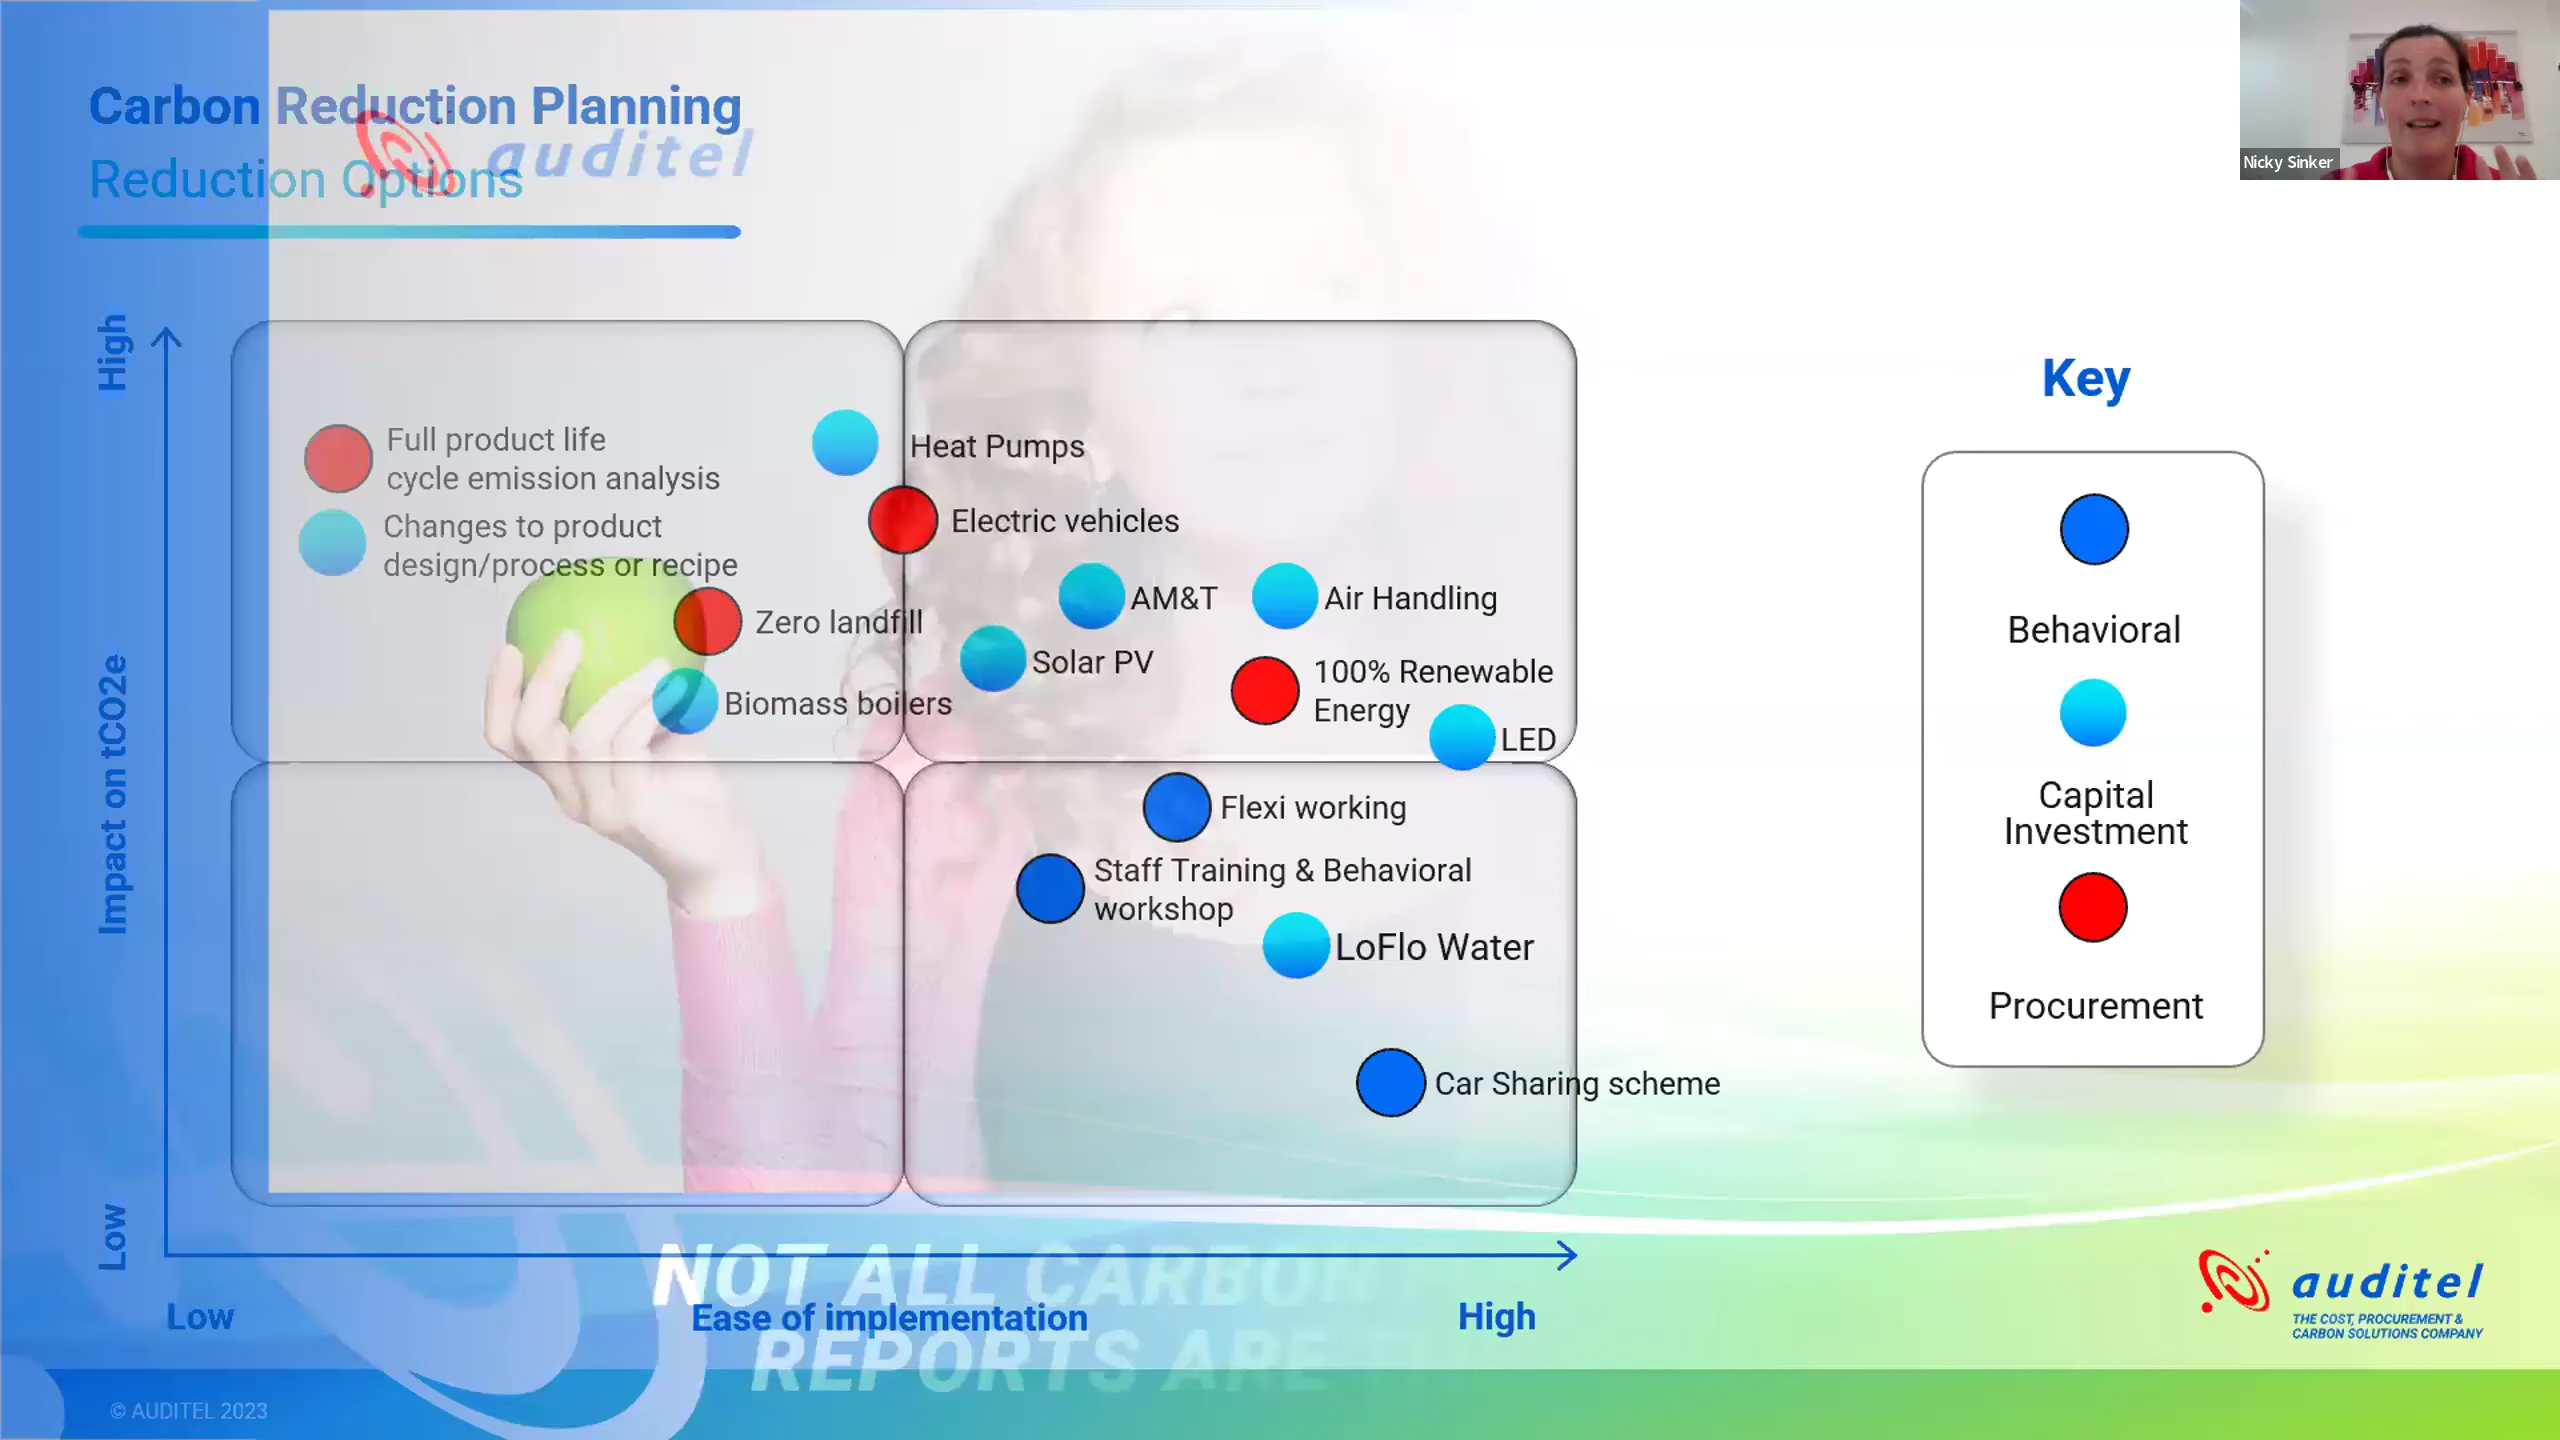 Carbon Reduction Planning
auditel
Reduction Options
Nicky Sinker
High
Impact on tCO2e
Low
Full product life
cycle emission analysis
Changes to product
design/process or recipe
Heat Pumps
Electric vehicles
Zero landfill
Biomass boilers
AM&T
Air Handling
Solar PV
100% Renewable
Energy
LED
Flexi working
Staff Training & Behavioral
workshop
LoFlo Water
Car Sharing scheme
Key
Behavioral
Capital
Investment
Procurement
NOT ALL CARBON
Low
Ease of implementation
High
REPORTS ARE
auditel
THE COST, PROCUREMENT &
CARBON SOLUTIONS COMPANY
© AUDITEL 2023